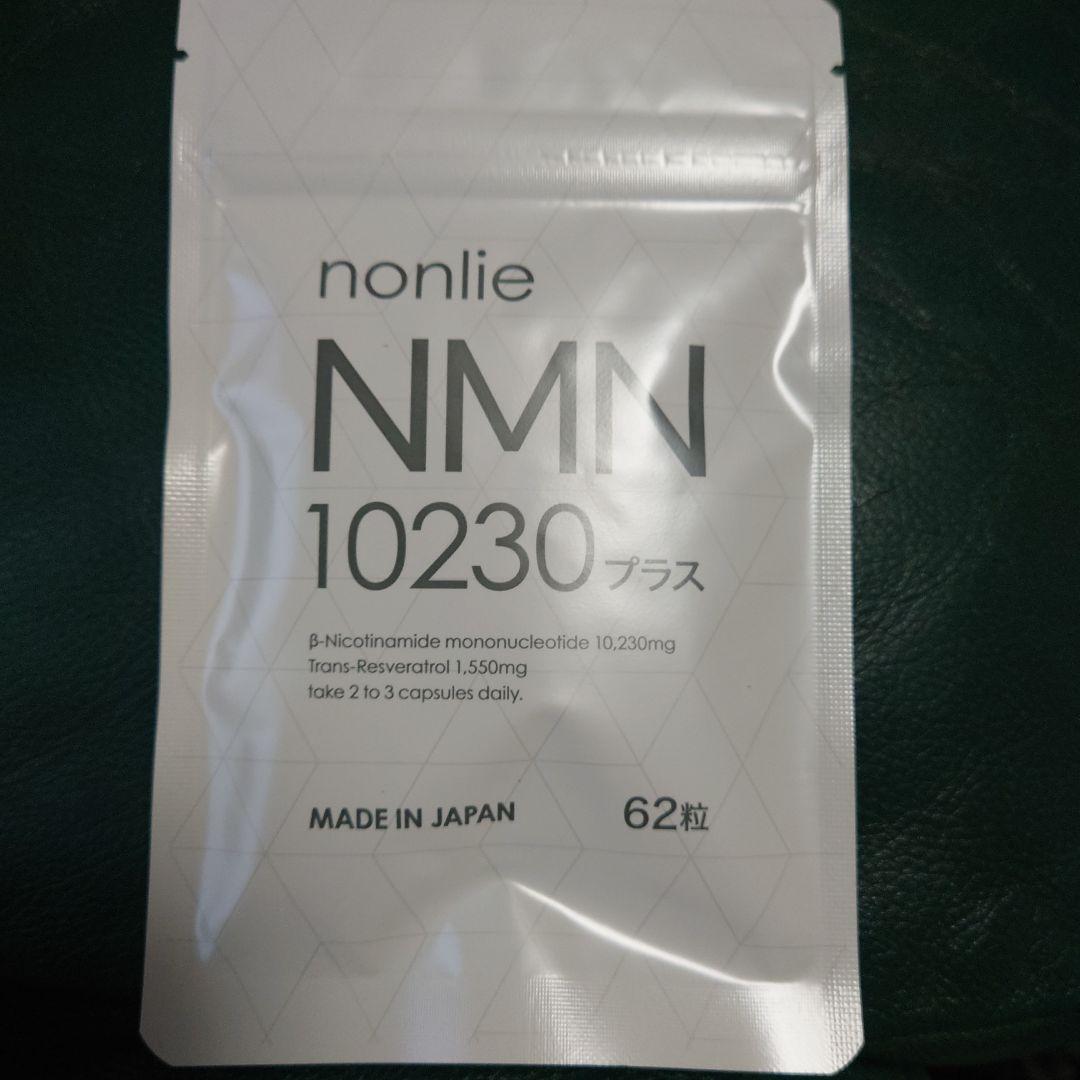 nonlie
NMN
10230プラス
β-Nicotinamide mononucleotide 10,230mg
Trans-Resveratrol 1,550mg
take 2 to 3 capsules daily.
MADE IN JAPAN 62粒